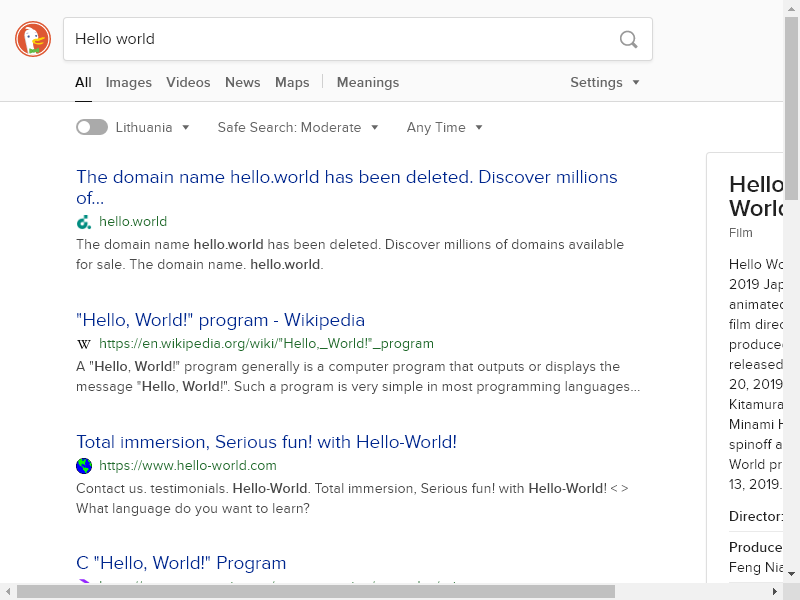 Hello world
All Images Videos News Maps Meanings Settings
Lithuania Safe Search: Moderate Any Time
The domain name hello.world has been deleted. Discover millions
of...
hello.world
The domain name hello.world has been deleted. Discover millions of domains available
for sale. The domain name. hello.world.
"Hello, World!" program - Wikipedia
W https://en.wikipedia.org/wiki/"Hello,_World!"_program
A "Hello, World!" program generally is a computer program that outputs or displays the
message "Hello, World!". Such a program is very simple in most programming languages...
Total immersion, Serious fun! with Hello-World!
https://www.hello-world.com
Contact us. testimonials. Hello-World. Total immersion, Serious fun! with Hello-World! < >
What language do you want to learn?
C "Hello, World!" Program
Hello
World
Film
Hello Wo
2019 Jap
animated
film direc
produce
released
20, 2019
Kitamura
Minami H
spinoff a
World pr
13, 2019.
Director:
Produce
Feng Nia